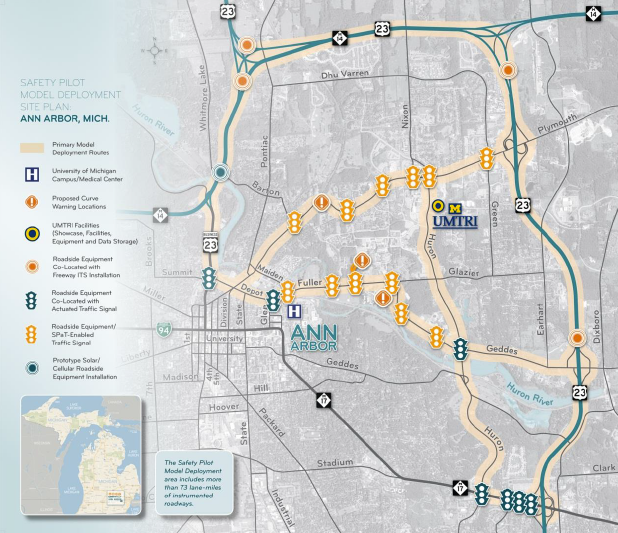 SAFETY PILOT
MODEL DEPLOYMENT
SITE PLAN:
ANN ARBOR, MICH.
Primary Model
Deployment Routes
H
University of Michigan
Campus/Medical Center
Proposed Curve
Warning Locations
UMTRI Facilities
(Showcase, Facilities,
Equipment and Data Storage)
Roadside Equipment
Co-Located with
Freeway ITS Installation
Roadside Equipment
Co-Located with
Actuated Traffic Signal
Roadside Equipment/
SPaT-Enabled
Traffic Signal
Prototype Solar/
Cellular Roadside
Equipment Installation
The Safety Pilot
Model Deployment
area includes more
than 73 lane-miles
of instrumented
roadways.
23
14
23
14
Dhu Varren
Whitmore Lake
Huron River
Pontiac
Nixon
Plymouth
Barton
14
M
UMTRI
Green
23
BUSINESS
23
Brooks
Summit
Miller
Maiden
Depot
Fuller
Glazier
Huron
Division
State
Glen
H
ANN
ARBOR
94
1st
University
Liberty
Geddes
Geddes
Earhart
Dixboro
Madison
4th
5th
Hill
Huron River
23
Hoover
State
Packard
17
Stadium
Huron
Clark
17
Industrial